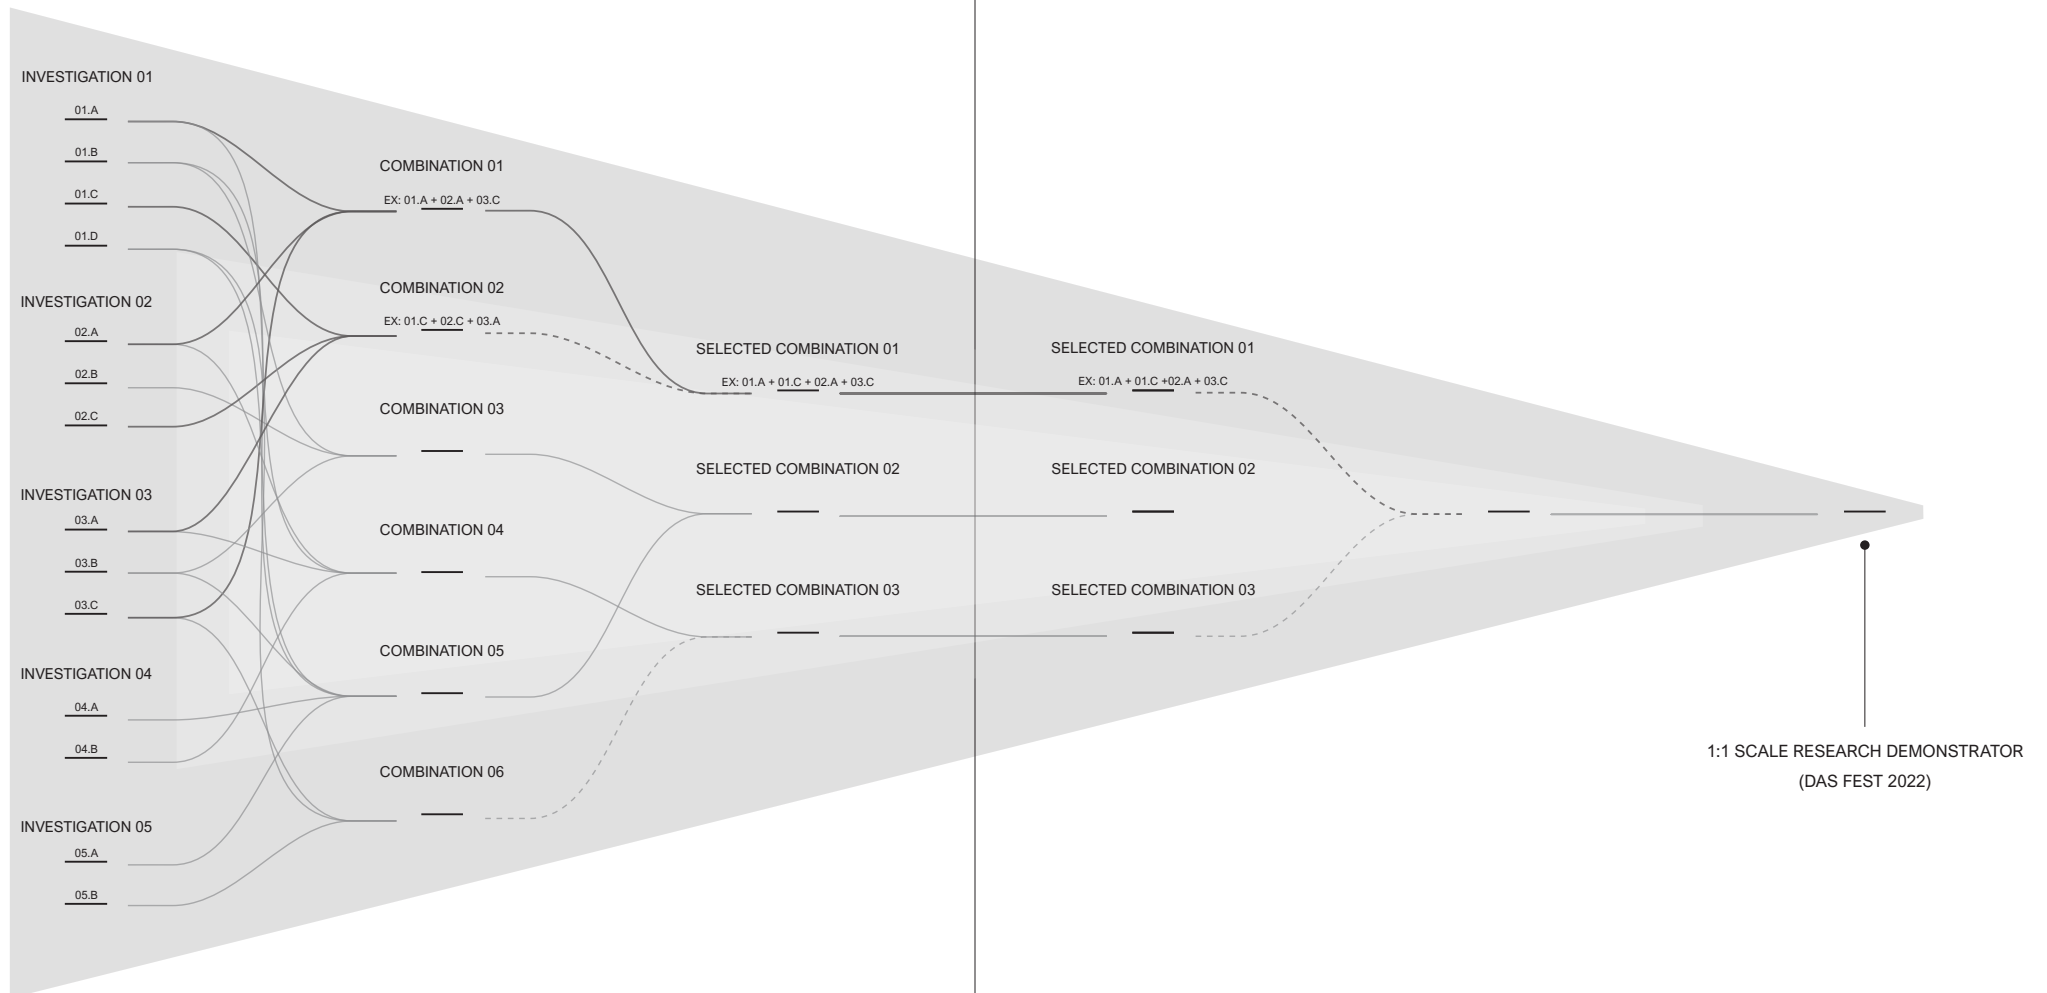 INVESTIGATION 01
01.A
01.B
01.C
01.D
INVESTIGATION 02
02.A
02.B
02.C
INVESTIGATION 03
03.A
03.B
03.C
INVESTIGATION 04
04.A
04.B
INVESTIGATION 05
05.A
05.B
COMBINATION 01
EX: 01.A + 02.A + 03.C
COMBINATION 02
EX: 01.C + 02.C + 03.A
COMBINATION 03
COMBINATION 04
COMBINATION 05
COMBINATION 06
SELECTED COMBINATION 01
EX: 01.A + 01.C + 02.A + 03.C
SELECTED COMBINATION 02
SELECTED COMBINATION 03
SELECTED COMBINATION 01
EX: 01.A + 01.C +02.A + 03.C
SELECTED COMBINATION 02
SELECTED COMBINATION 03
1:1 SCALE RESEARCH DEMONSTRATOR
(DAS FEST 2022)